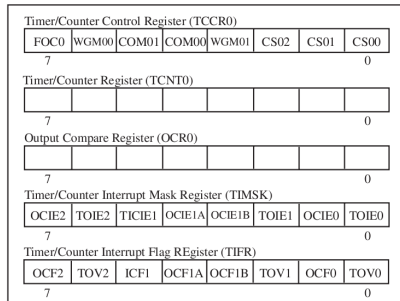 Timer/Counter Control Register (TCCR0)
FOC0 WGM00 COM01 COM00 WGM01 CS02 CS01 CS00
7 0
Timer/Counter Register (TCNT0)
7 0
Output Compare Register (OCR0)
7 0
Timer/Counter Interrupt Mask Register (TIMSK)
OCIE2 TOIE2 TICIE1 OCIE1A OCIE1B TOIE1 OCIE0 TOIE0
7 0
Timer/Counter Interrupt Flag REgister (TIFR)
OCF2 TOV2 ICF1 OCF1A OCF1B TOV1 OCF0 TOV0
7 0